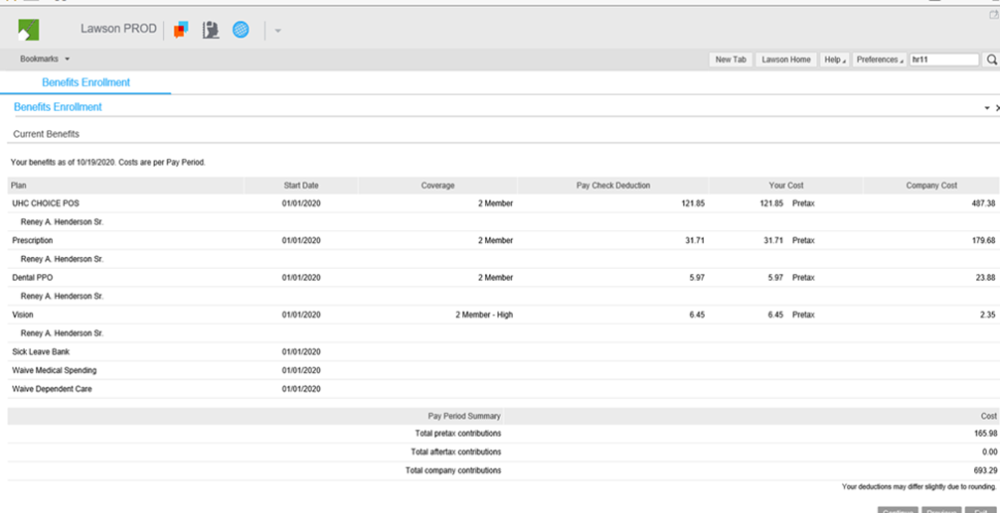 Lawson PROD
Bookmarks
New Tab Lawson Home Help Preferences hr11
Benefits Enrollment
Benefits Enrollment
Current Benefits
Your benefits as of 10/19/2020. Costs are per Pay Period.
Plan Start Date Coverage Pay Check Deduction Your Cost Company Cost
UHC CHOICE POS 01/01/2020 2 Member 121.85 121.85 Pretax 487.38
Reney A. Henderson Sr.
Prescription 01/01/2020 2 Member 31.71 31.71 Pretax 179.68
Reney A. Henderson Sr.
Dental PPO 01/01/2020 2 Member 5.97 5.97 Pretax 23.88
Reney A. Henderson Sr.
Vision 01/01/2020 2 Member - High 6.45 6.45 Pretax 2.35
Reney A. Henderson Sr.
Sick Leave Bank 01/01/2020
Waive Medical Spending 01/01/2020
Waive Dependent Care 01/01/2020
Pay Period Summary Cost
Total pretax contributions 165.98
Total aftertax contributions 0.00
Total company contributions 693.29
Your deductions may differ slightly due to rounding.
Continue Previous Exit